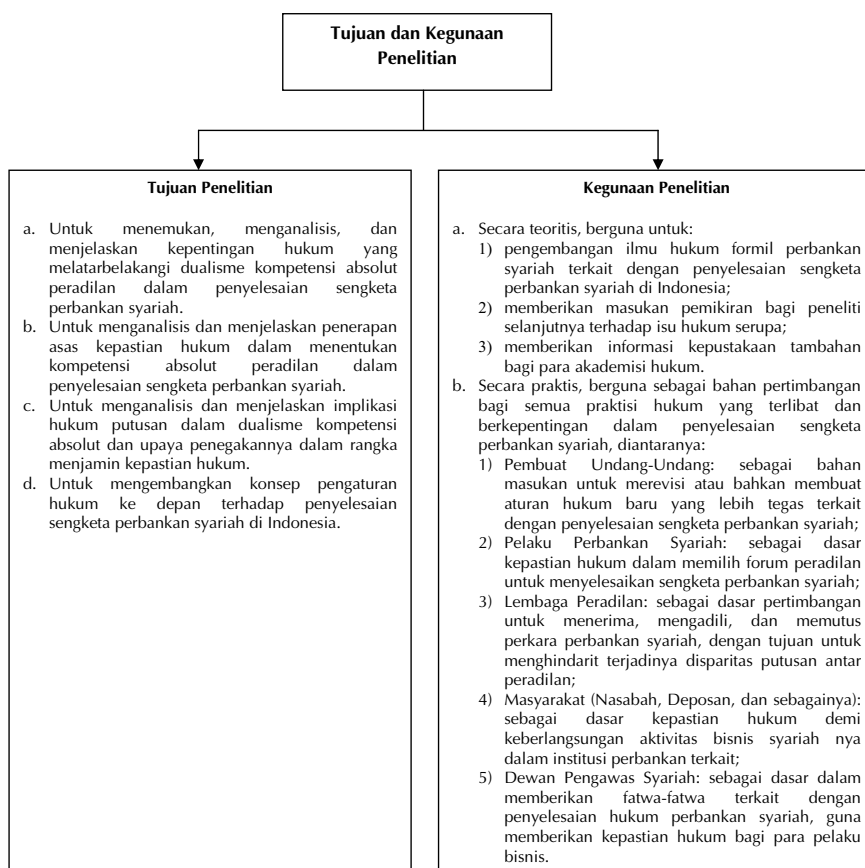 Tujuan dan Kegunaan
Penelitian
Tujuan Penelitian
a. Untuk menemukan, menganalisis, dan
menjelaskan kepentingan hukum yang
melatarbelakangi dualisme kompetensi absolut
peradilan dalam penyelesaian sengketa
perbankan syariah.
b. Untuk menganalisis dan menjelaskan penerapan
asas kepastian hukum dalam menentukan
kompetensi absolut peradilan dalam
penyelesaian sengketa perbankan syariah.
c. Untuk menganalisis dan menjelaskan implikasi
hukum putusan dalam dualisme kompetensi
absolut dan upaya penegakannya dalam rangka
menjamin kepastian hukum.
d. Untuk mengembangkan konsep pengaturan
hukum ke depan terhadap penyelesaian
sengketa perbankan syariah di Indonesia.
Kegunaan Penelitian
a. Secara teoritis, berguna untuk:
1) pengembangan ilmu hukum formil perbankan
syariah terkait dengan penyelesaian sengketa
perbankan syariah di Indonesia;
2) memberikan masukan pemikiran bagi peneliti
selanjutnya terhadap isu hukum serupa;
3) memberikan informasi kepustakaan tambahan
bagi para akademisi hukum.
b. Secara praktis, berguna sebagai bahan pertimbangan
bagi semua praktisi hukum yang terlibat dan
berkepentingan dalam penyelesaian sengketa
perbankan syariah, diantaranya:
1) Pembuat Undang-Undang: sebagai bahan
masukan untuk merevisi atau bahkan membuat
aturan hukum baru yang lebih tegas terkait
dengan penyelesaian sengketa perbankan syariah;
2) Pelaku Perbankan Syariah: sebagai dasar
kepastian hukum dalam memilih forum peradilan
untuk menyelesaikan sengketa perbankan syariah;
3) Lembaga Peradilan: sebagai dasar pertimbangan
untuk menerima, mengadili, dan memutus
perkara perbankan syariah, dengan tujuan untuk
menghindarit terjadinya disparitas putusan antar
peradilan;
4) Masyarakat (Nasabah, Deposan, dan sebagainya):
sebagai dasar kepastian hukum demi
keberlangsungan aktivitas bisnis syariah nya
dalam institusi perbankan terkait;
5) Dewan Pengawas Syariah: sebagai dasar dalam
memberikan fatwa-fatwa terkait dengan
penyelesaian hukum perbankan syariah, guna
memberikan kepastian hukum bagi para pelaku
bisnis.